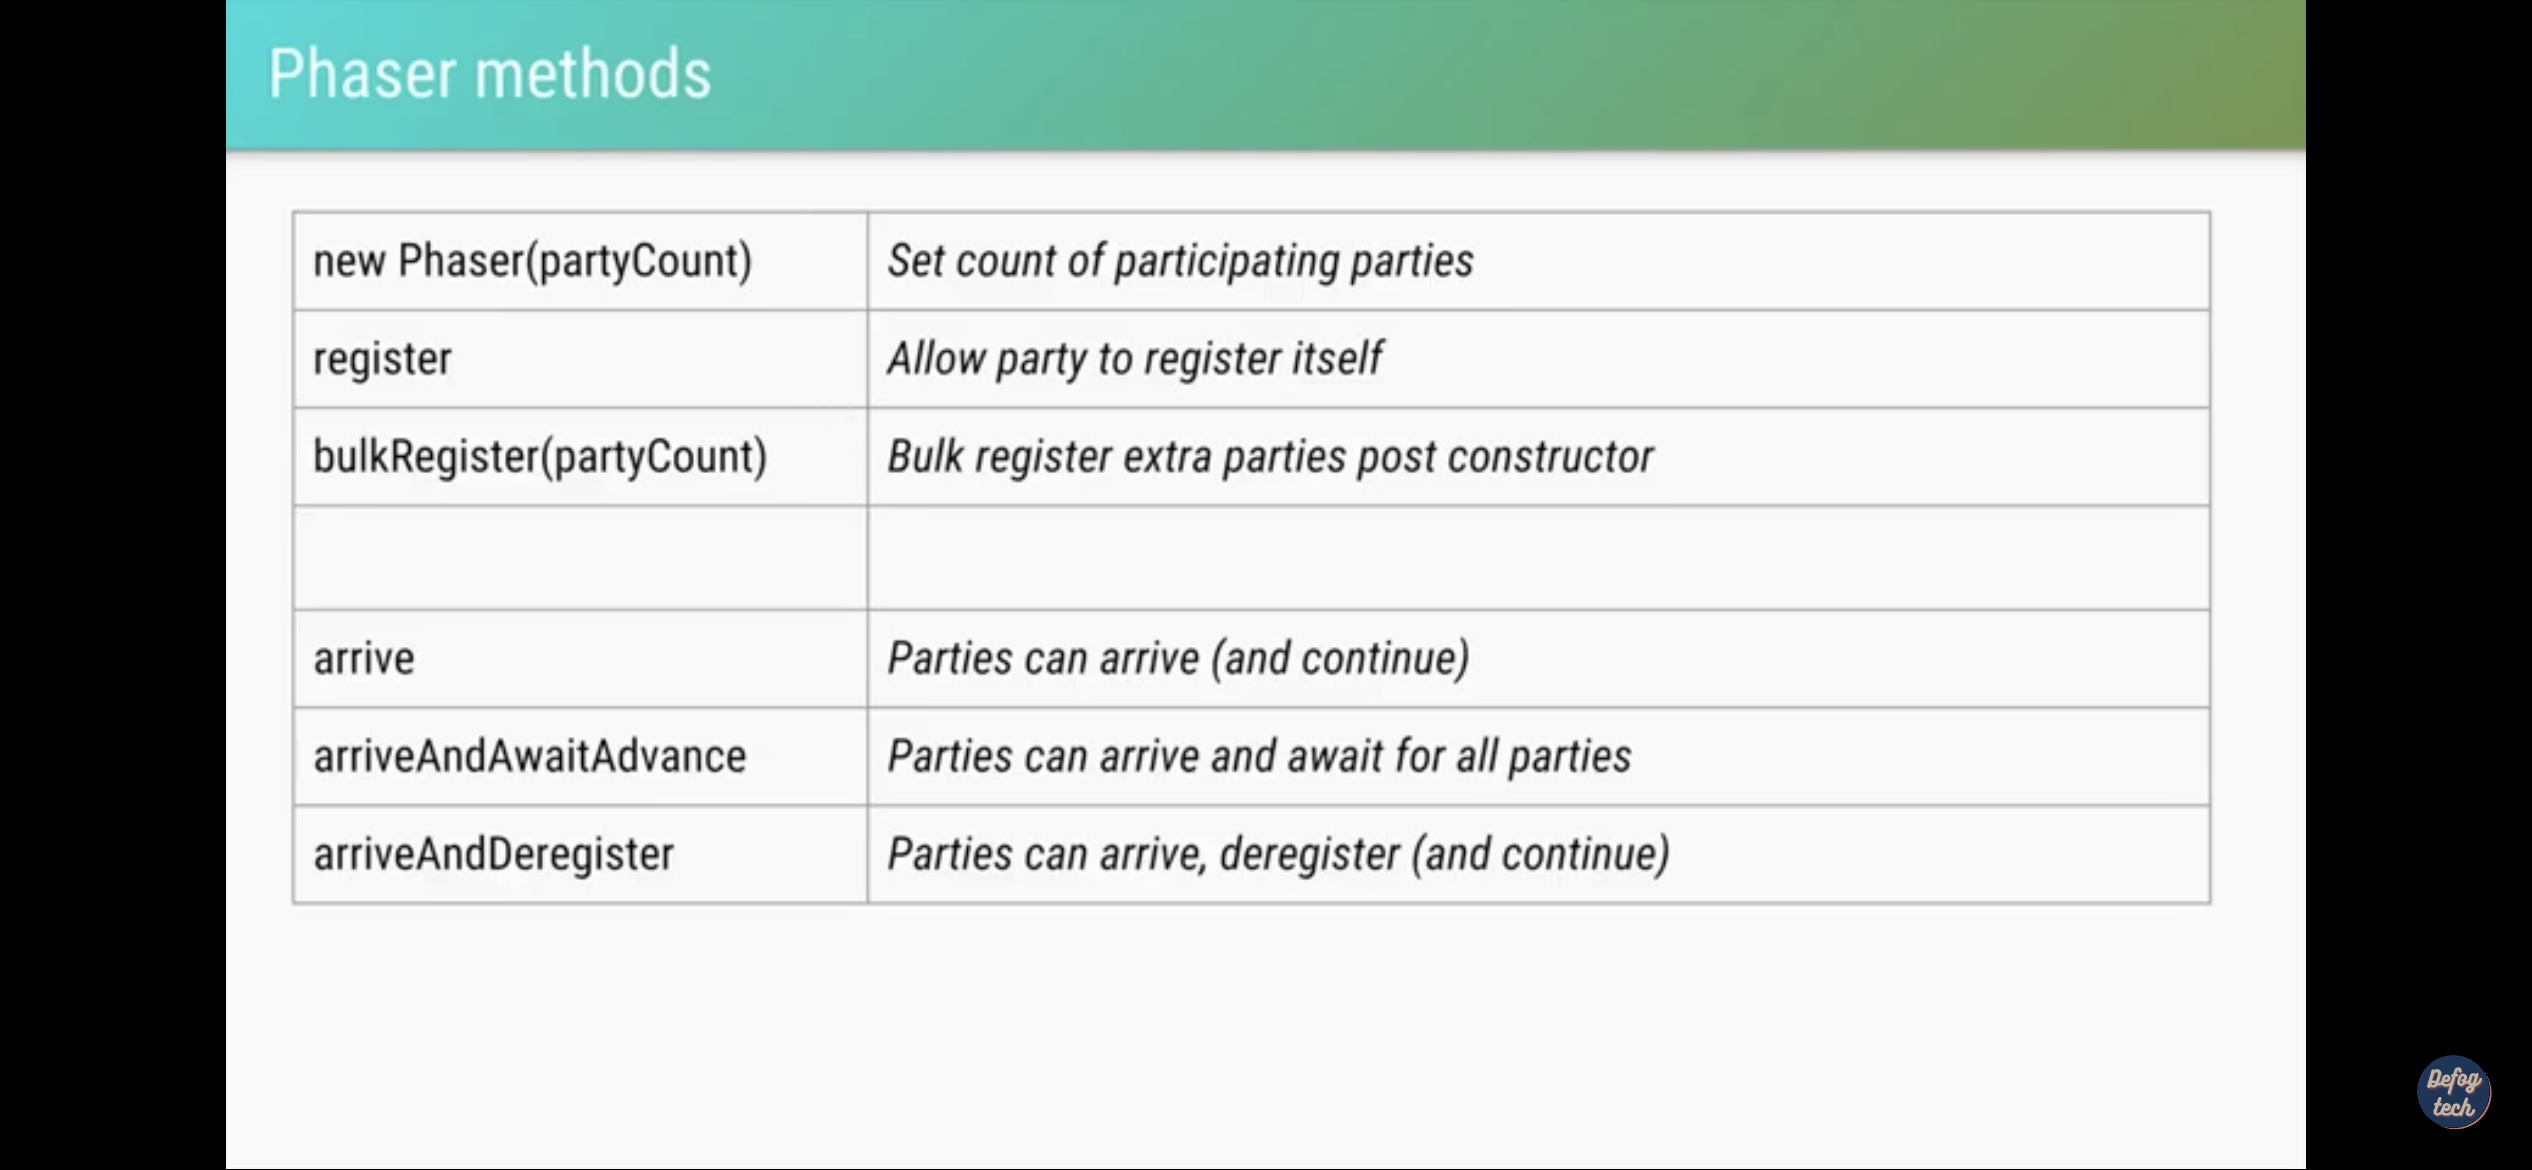 Phaser methods
new Phaser(partyCount) Set count of participating parties
register Allow party to register itself
bulkRegister(partyCount) Bulk register extra parties post constructor
arrive Parties can arrive (and continue)
arriveAndAwaitAdvance Parties can arrive and await for all parties
arriveAndDeregister Parties can arrive, deregister (and continue)
Defog
tech